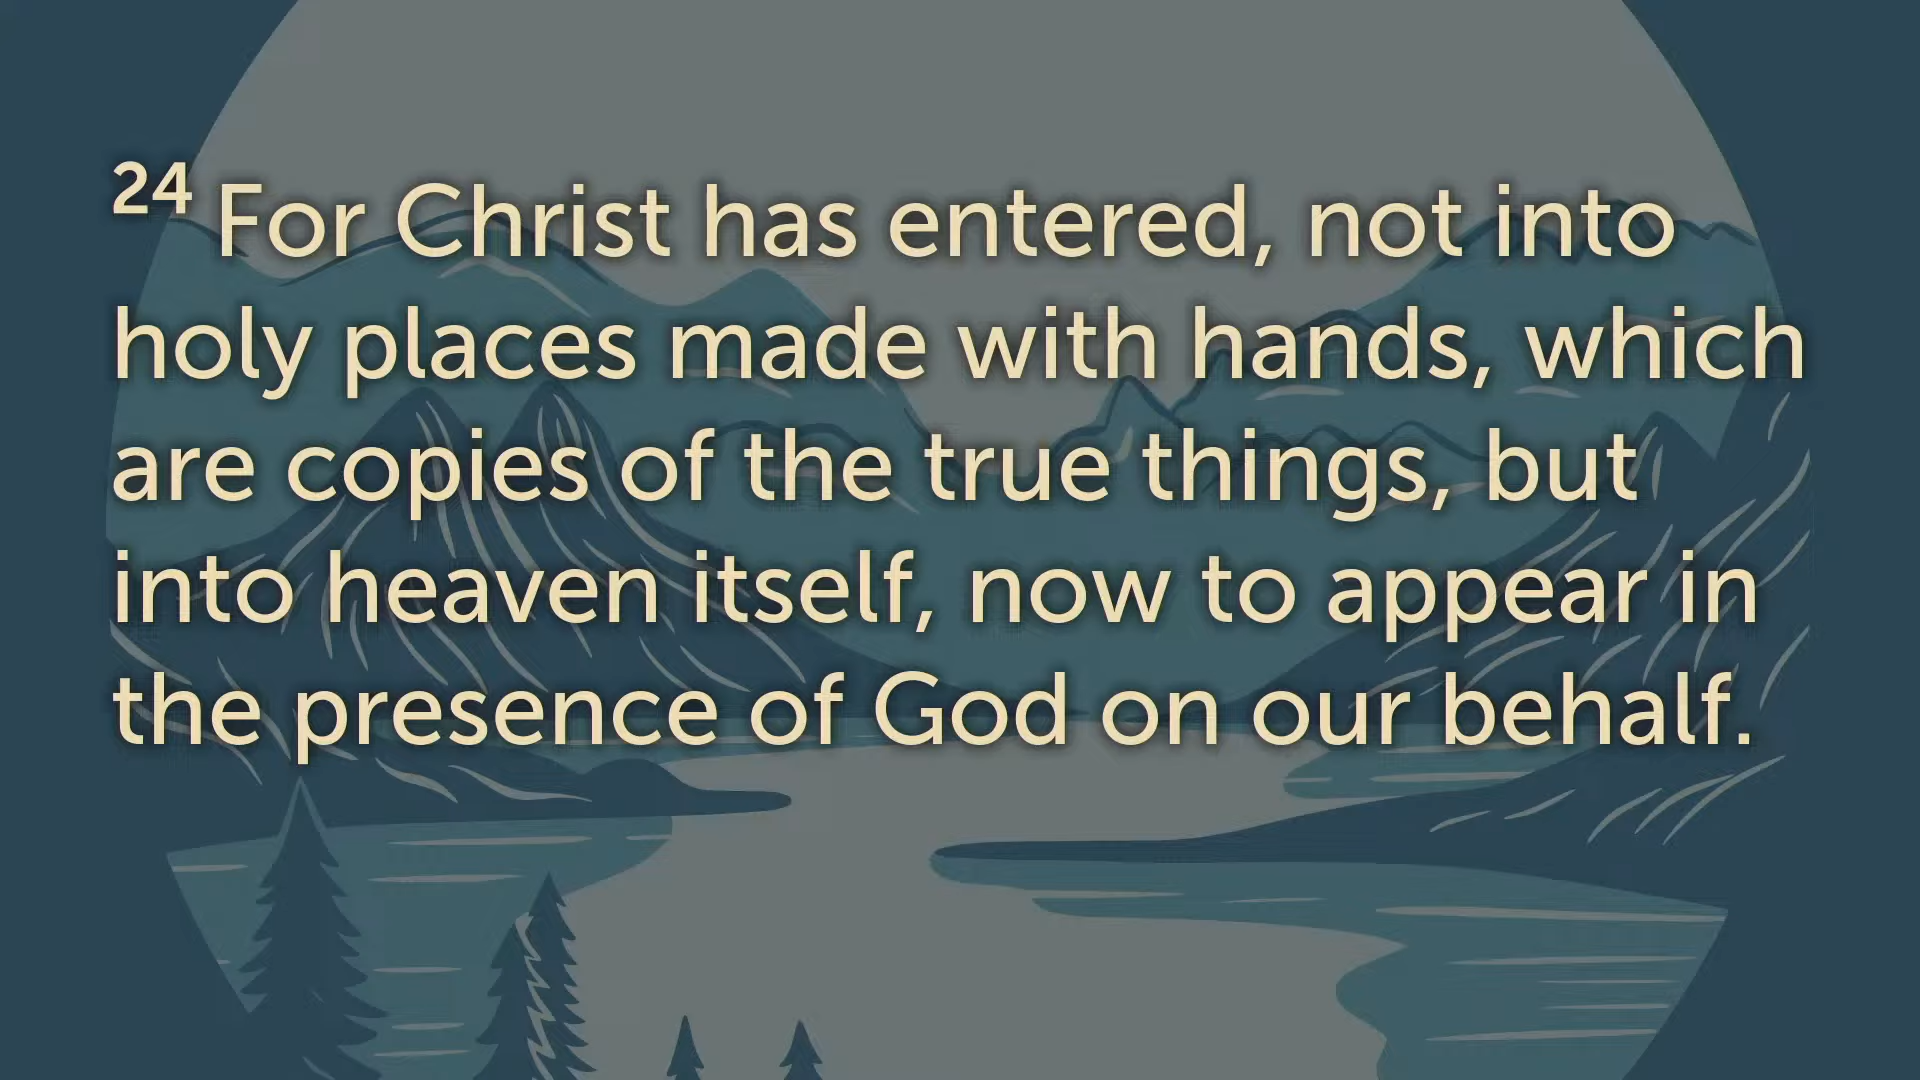 24 For Christ has entered, not into
holy places made with hands, which
are copies of the true things, but
into heaven itself, now to appear in
the presence of God on our behalf.